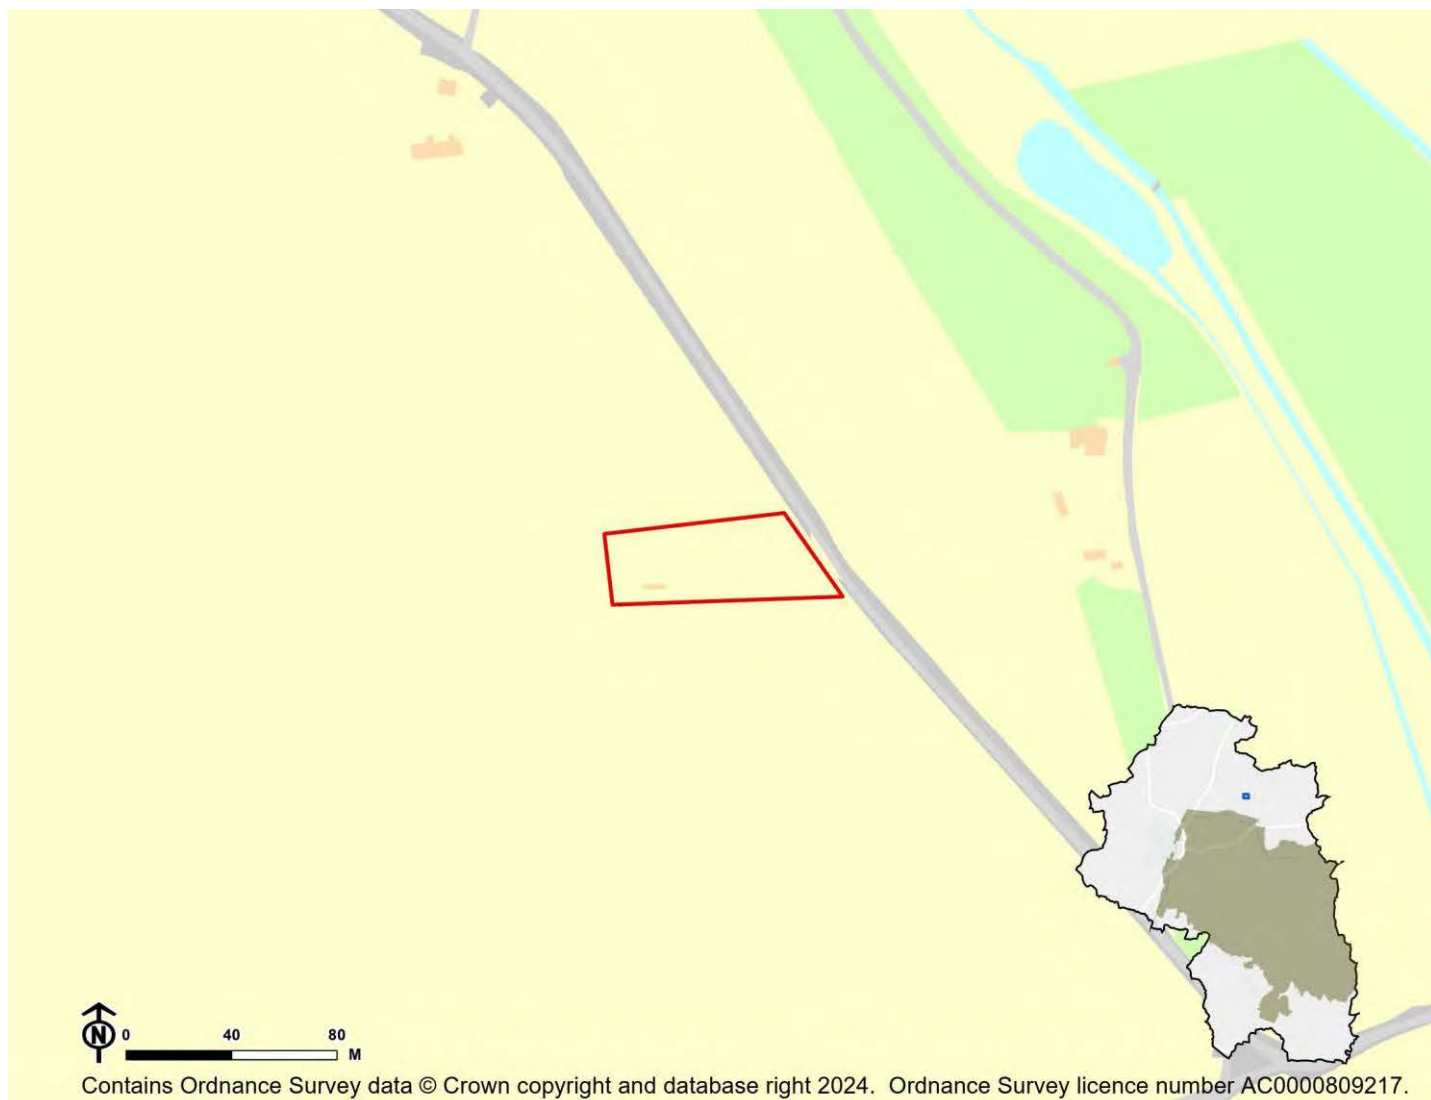 N
0 40 80
M
Contains Ordnance Survey data © Crown copyright and database right 2024. Ordnance Survey licence number AC0000809217.